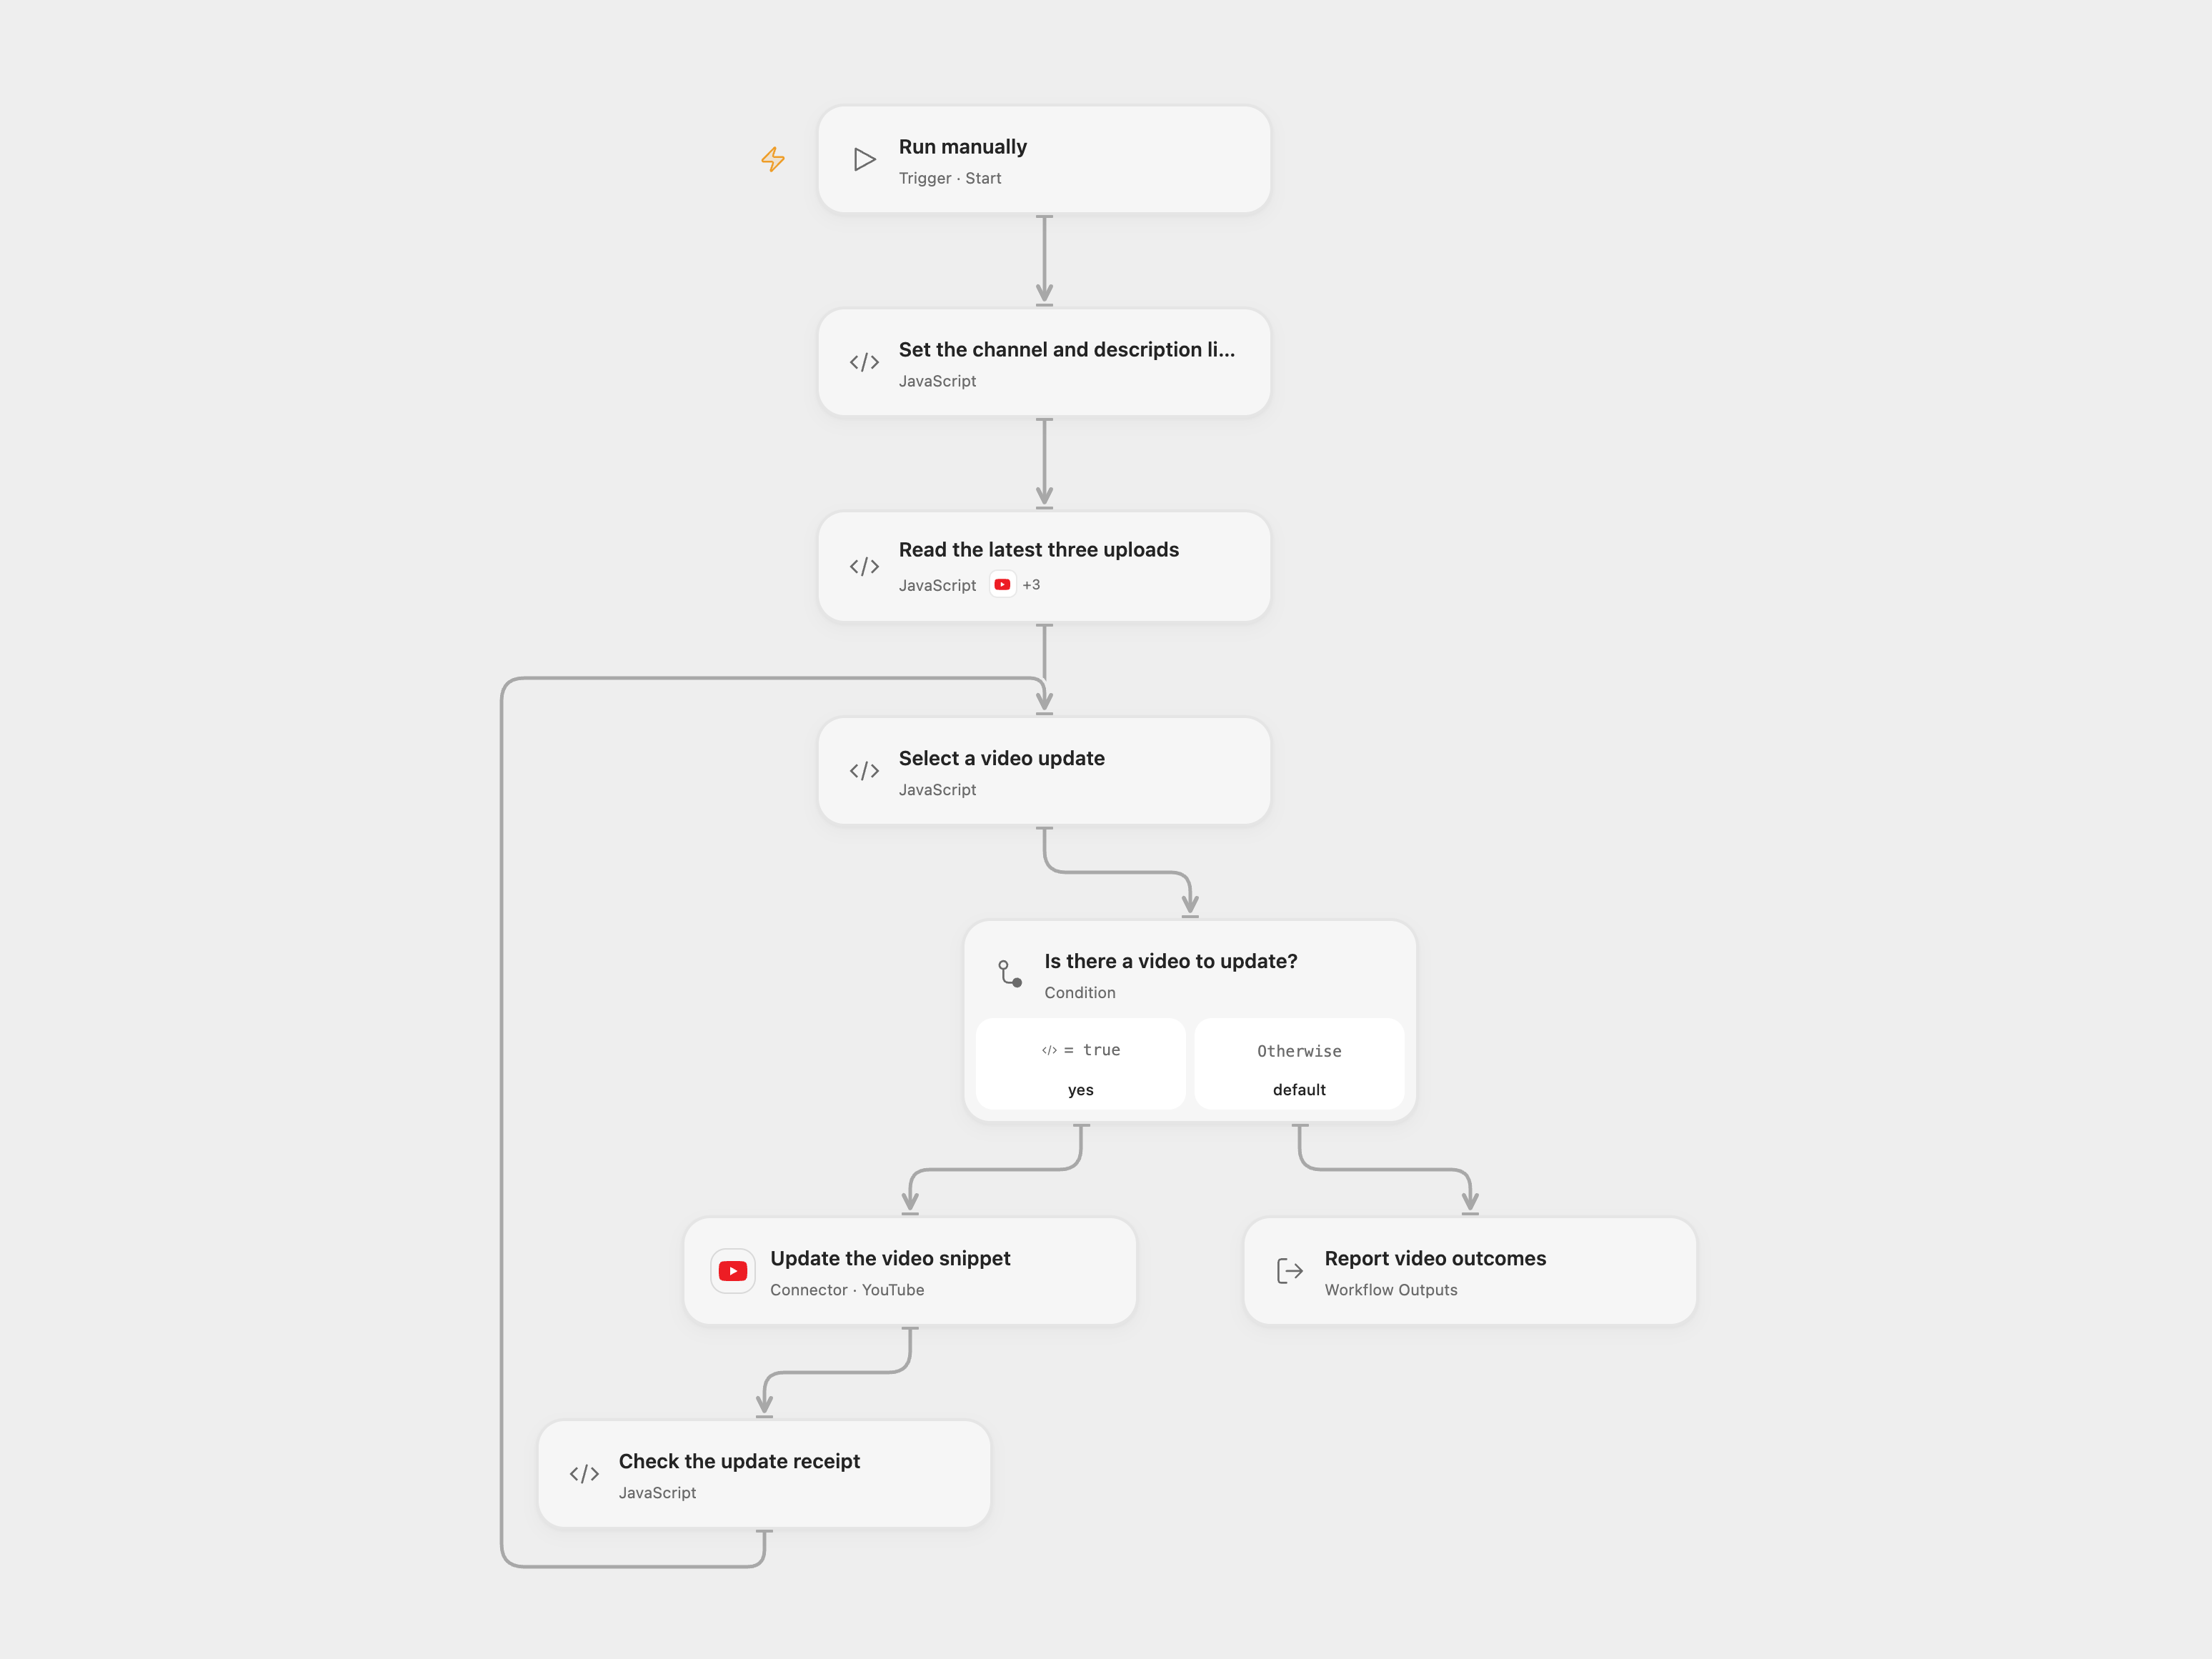 Run manually
Trigger · Start
Set the channel and description li...
JavaScript
Read the latest three uploads
JavaScript +3
Select a video update
JavaScript
Is there a video to update?
Condition
</> = true
yes
Otherwise
default
Update the video snippet
Connector · YouTube
Report video outcomes
Workflow Outputs
Check the update receipt
JavaScript